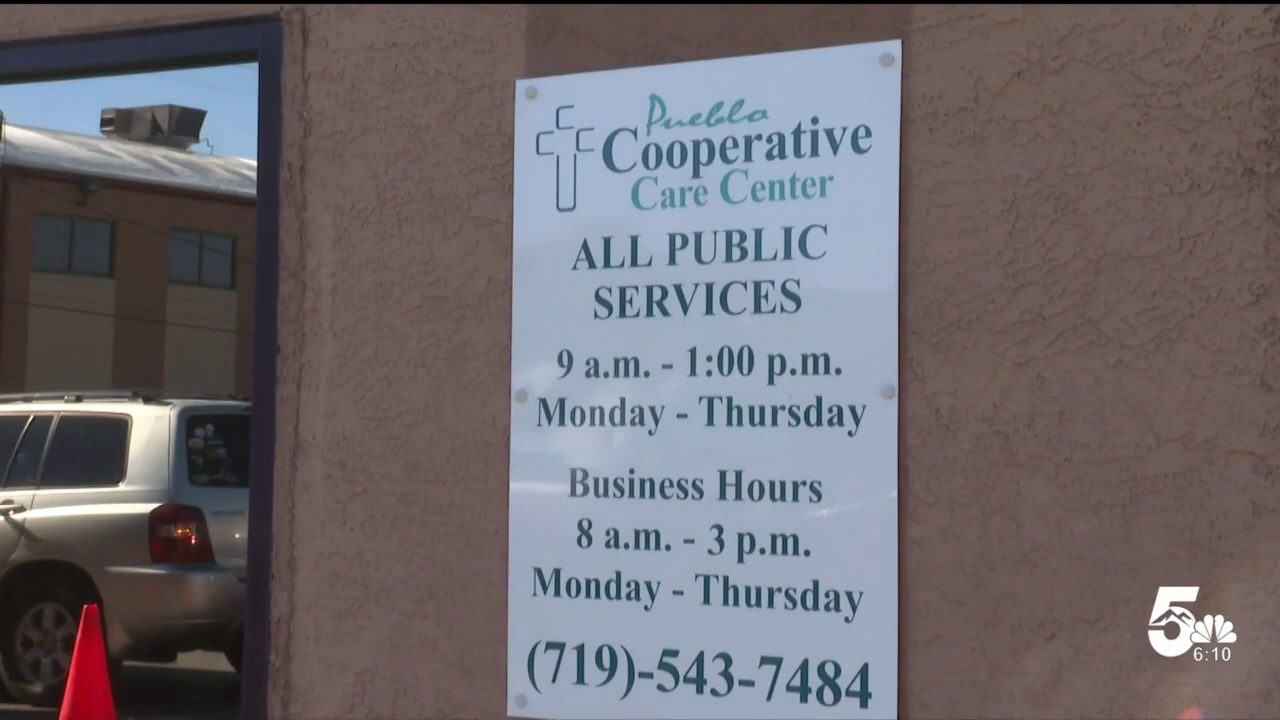 Pueblo
Cooperative
Care Center
ALL PUBLIC
SERVICES
9 a.m. - 1:00 p.m.
Monday - Thursday
Business Hours
8 a.m. - 3 p.m.
Monday - Thursday
(719)-543-7484
5
6:10